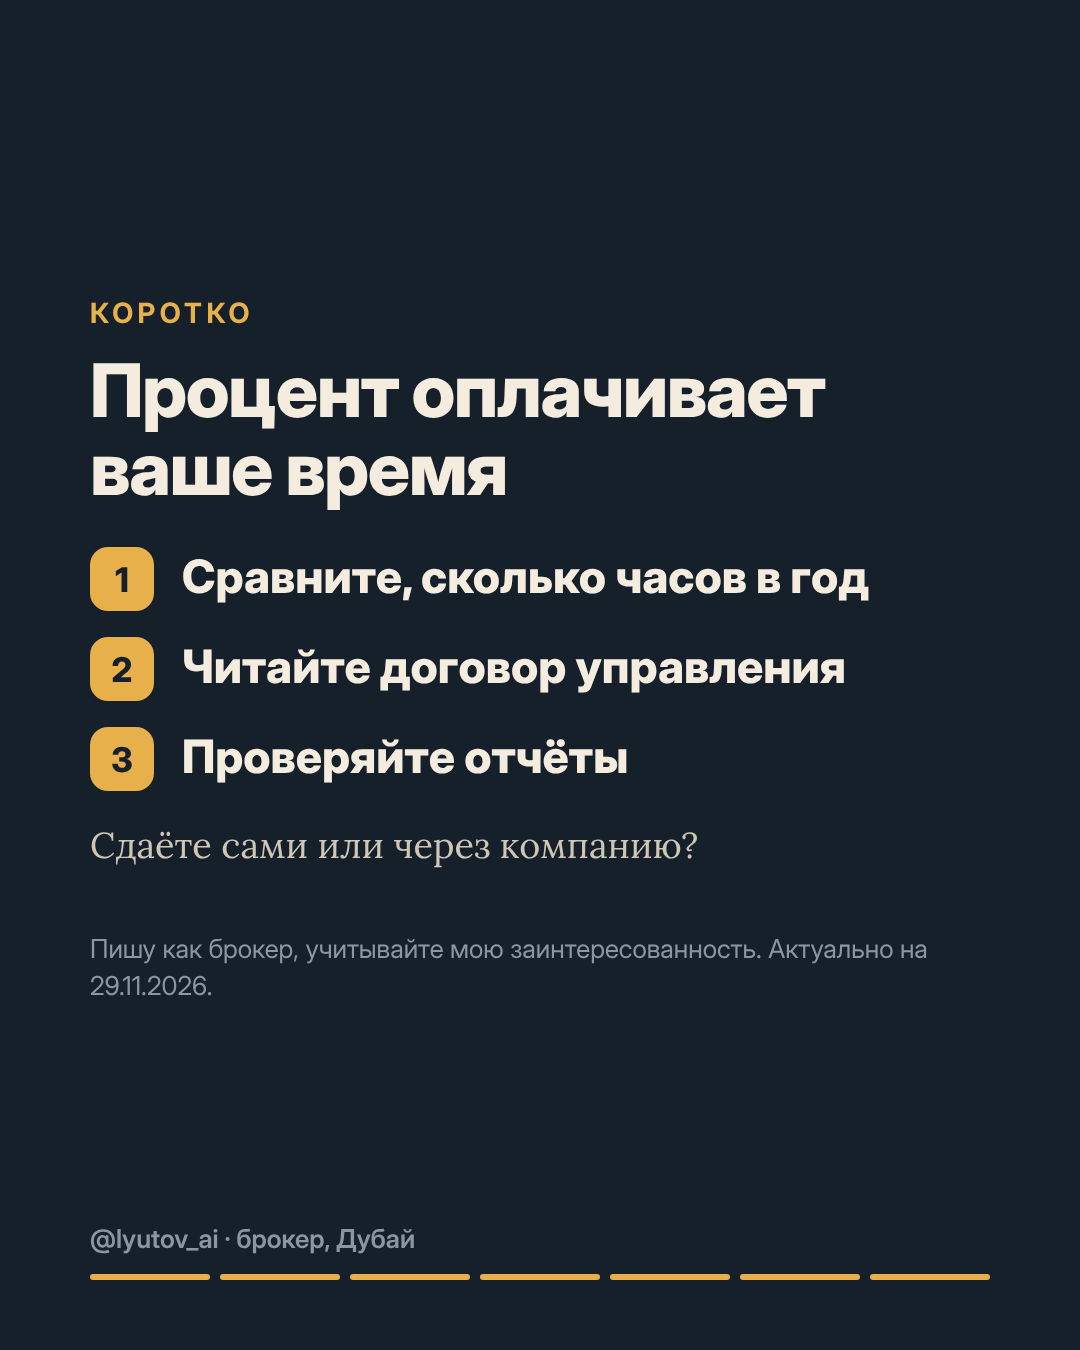 КОРОТКО
Процент оплачивает
ваше время
1 Сравните, сколько часов в год
2 Читайте договор управления
3 Проверяйте отчёты
Сдаёте сами или через компанию?
Пишу как брокер, учитывайте мою заинтересованность. Актуально на
29.11.2026.
@lyutov_ai · брокер, Дубай